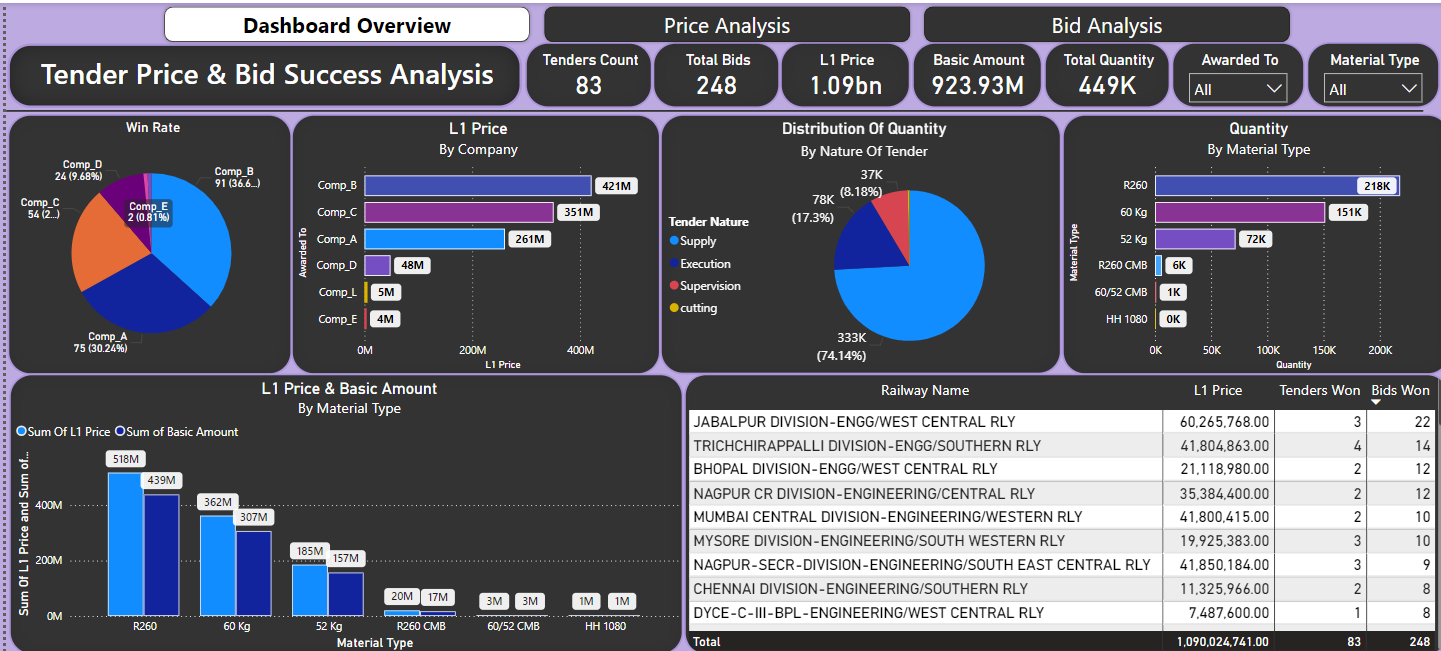 Dashboard Overview
Price Analysis
Bid Analysis
Tender Price & Bid Success Analysis
Tenders Count
83
Total Bids
248
L1 Price
1.09bn
Basic Amount
923.93M
Total Quantity
449K
Awarded To
All
Material Type
All
Win Rate
Comp_D
24 (9.68%)
Comp_B
91 (36.6...)
Comp_C
54 (2...)
Comp_E
2 (0.81%)
Comp_A
75 (30.24%)
L1 Price
By Company
Awarded To
Comp_B 421M
Comp_C 351M
Comp_A 261M
Comp_D 48M
Comp_L 5M
Comp_E 4M
0M 200M 400M
L1 Price
Distribution Of Quantity
By Nature Of Tender
Tender Nature
Supply
Execution
Supervision
cutting
37K
(8.18%)
78K
(17.3%)
333K
(74.14%)
Quantity
By Material Type
Material Type
R260 218K
60 Kg 151K
52 Kg 72K
R260 CMB 6K
60/52 CMB 1K
HH 1080 0K
0K 50K 100K 150K 200K
Quantity
L1 Price & Basic Amount
By Material Type
Sum Of L1 Price Sum of Basic Amount
Sum Of L1 Price and Sum of...
400M
200M
0M
518M 439M
362M 307M
185M 157M
20M 17M
3M 3M
1M 1M
R260 60 Kg 52 Kg R260 CMB 60/52 CMB HH 1080
Material Type
Railway Name L1 Price Tenders Won Bids Won
JABALPUR DIVISION-ENGG/WEST CENTRAL RLY 60,265,768.00 3 22
TRICHCHIRAPPALLI DIVISION-ENGG/SOUTHERN RLY 41,804,863.00 4 14
BHOPAL DIVISION-ENGG/WEST CENTRAL RLY 21,118,980.00 2 12
NAGPUR CR DIVISION-ENGINEERING/CENTRAL RLY 35,384,400.00 2 12
MUMBAI CENTRAL DIVISION-ENGINEERING/WESTERN RLY 41,800,415.00 2 10
MYSORE DIVISION-ENGINEERING/SOUTH WESTERN RLY 19,925,383.00 3 10
NAGPUR-SECR-DIVISION-ENGINEERING/SOUTH EAST CENTRAL RLY 41,850,184.00 3 9
CHENNAI DIVISION-ENGINEERING/SOUTHERN RLY 11,325,966.00 2 8
DYCE-C-III-BPL-ENGINEERING/WEST CENTRAL RLY 7,487,600.00 1 8
Total 1,090,024,741.00 83 248